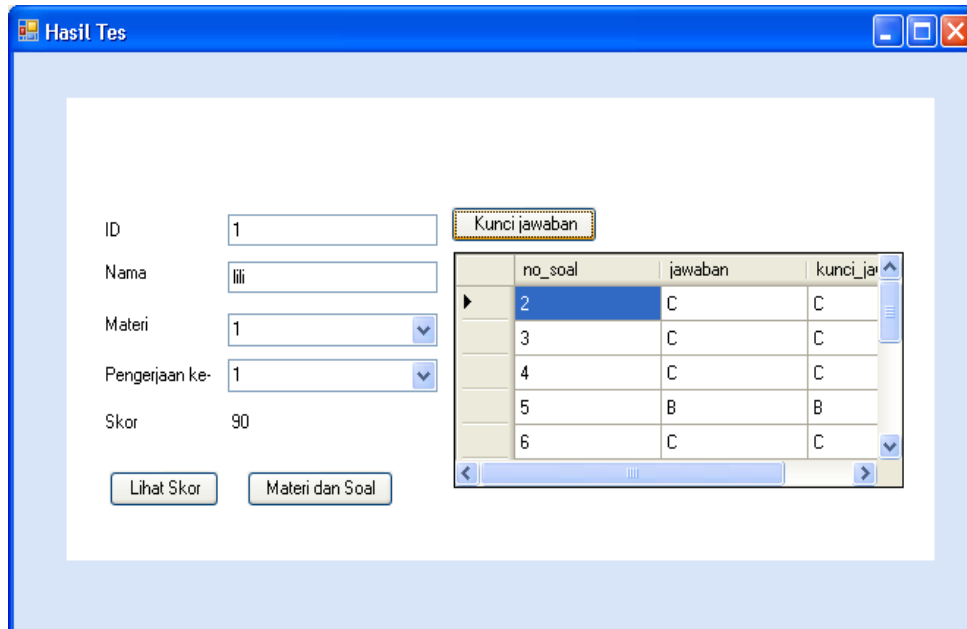 Hasil Tes
ID 1
Nama lili
Materi 1
Pengerjaan ke- 1
Skor 90
Lihat Skor Materi dan Soal
Kunci jawaban
no_soal jawaban kunci_ja
2 C C
3 C C
4 C C
5 B B
6 C C